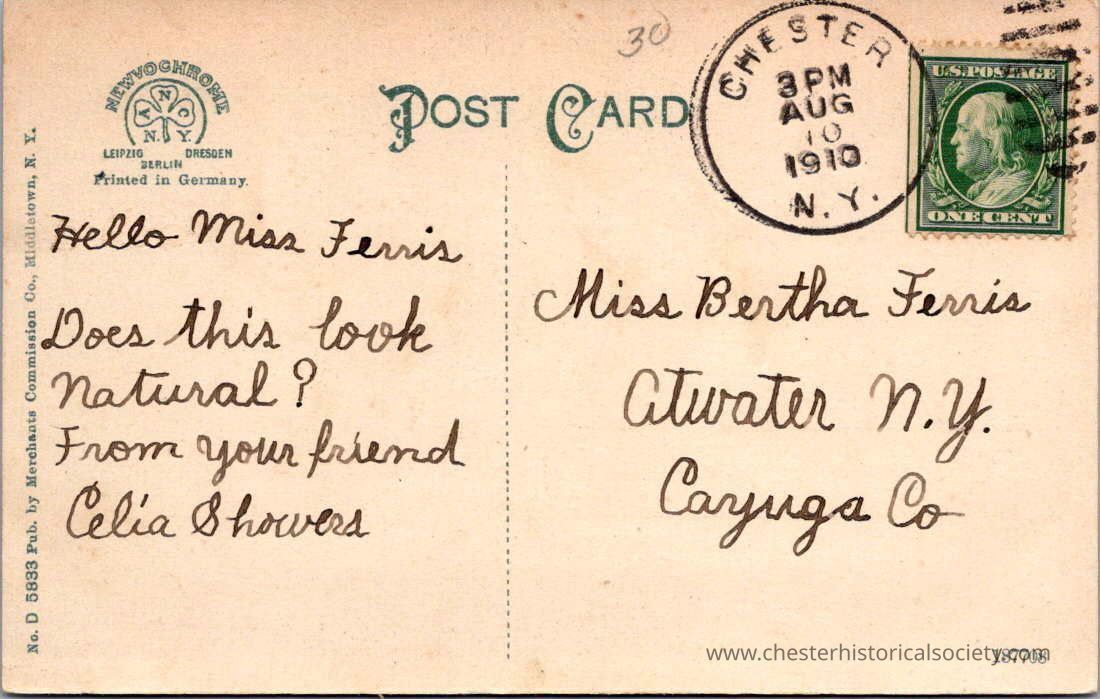 30
NEWVOCHROME
A N C
N. Y.
LEIPZIG DRESDEN
BERLIN
Printed in Germany.
POST CARD
CHESTER
3 PM
AUG
10
1910
N.Y.
U.S. POSTAGE
ONE CENT
Hello Miss Ferris
Does this look
Natural?
From your friend
Celia Showers
Miss Bertha Ferris
Atwater N.Y.
Cayuga Co
No. D 5833 Pub. by Merchants Commission Co., Middletown, N. Y.
www.chesterhistoricalsociety.com